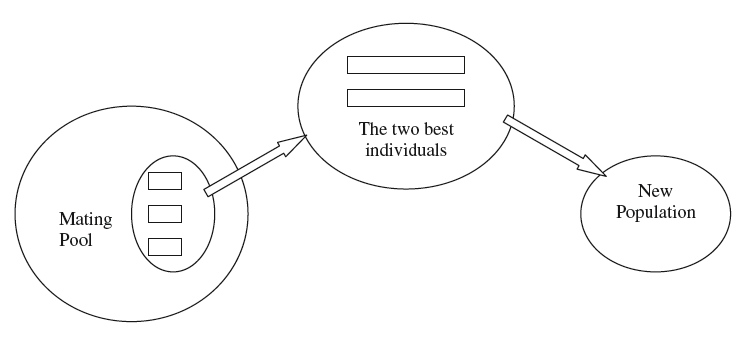 Mating
Pool
The two best
individuals
New
Population